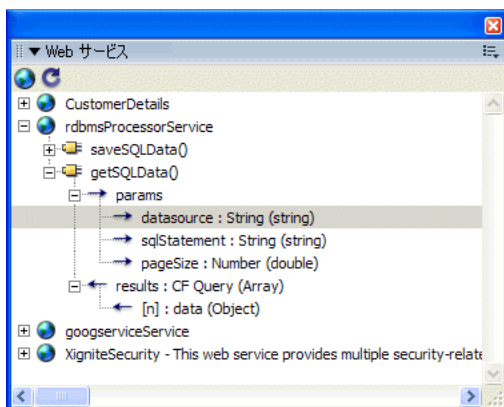 Web サービス
CustomerDetails
rdbmsProcessorService
saveSQLData()
getSQLData()
params
datasource : String (string)
sqlStatement : String (string)
pageSize : Number (double)
results : CF Query (Array)
[n] : data (Object)
googserviceService
XigniteSecurity - This web service provides multiple security-relate